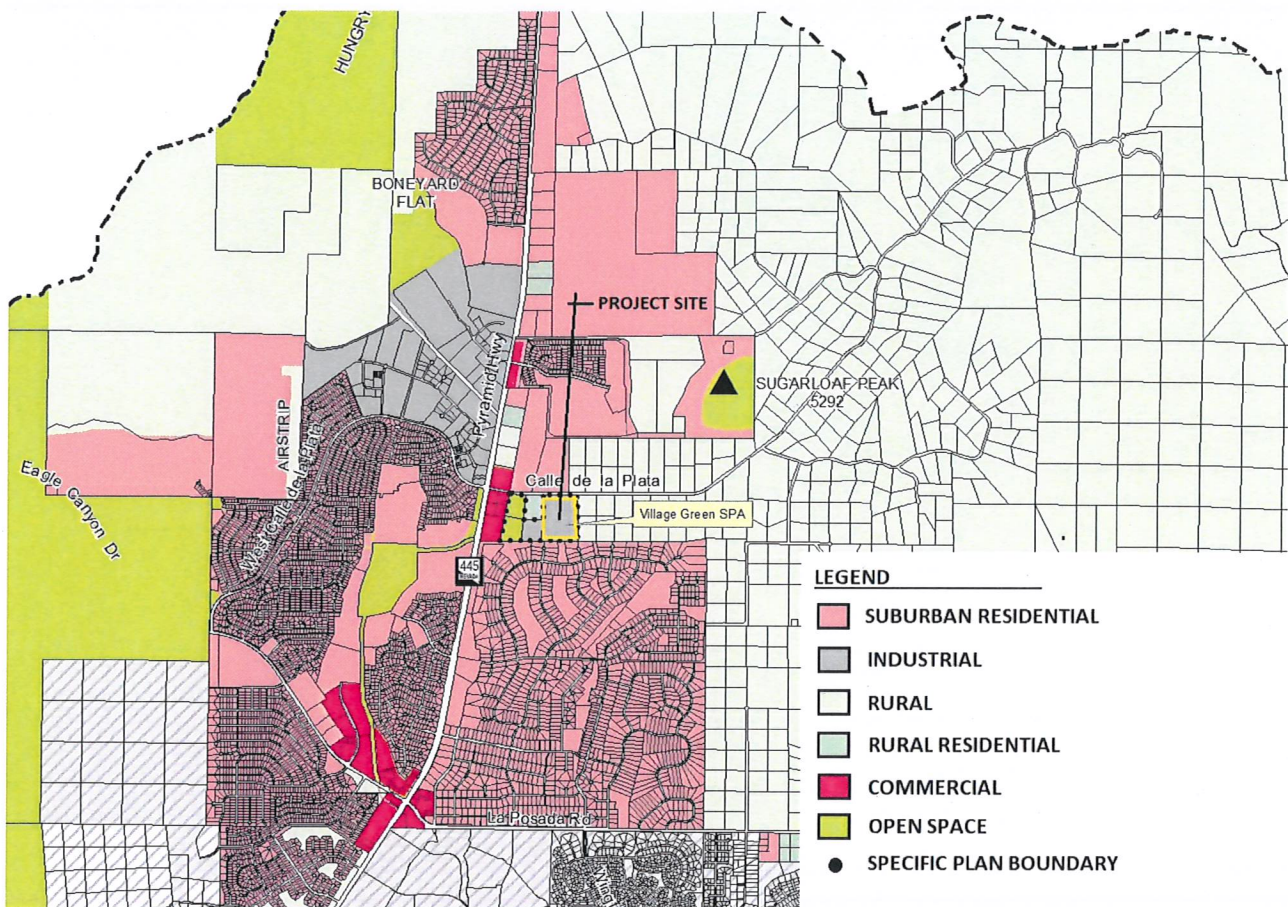 HUNGRY
BONEYARD
FLAT
PROJECT SITE
Pyramid Hwy
SUGARLOAF PEAK
5292
AIRSTRIP
West Calle de la Plata
Eagle Canyon Dr
Calle de la Plata
Village Green SPA
445
NEVADA
LEGEND
SUBURBAN RESIDENTIAL
INDUSTRIAL
RURAL
RURAL RESIDENTIAL
COMMERCIAL
OPEN SPACE
SPECIFIC PLAN BOUNDARY
La Posada Rd